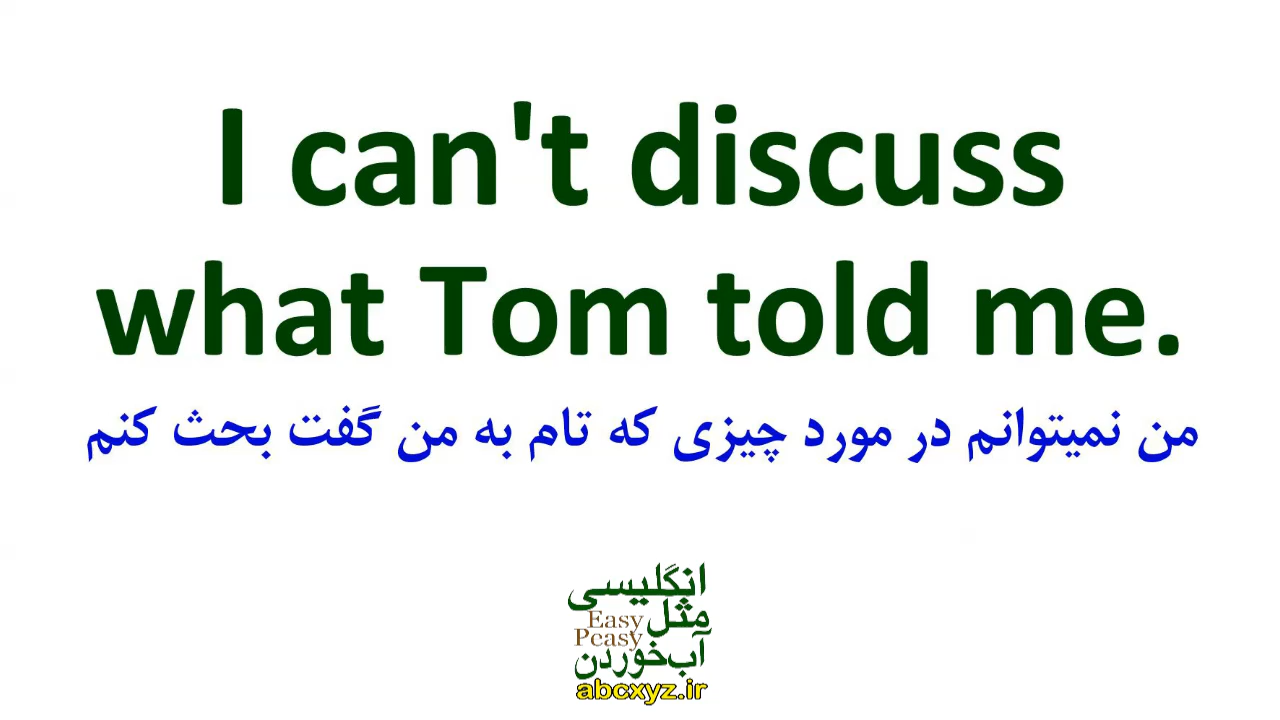 I can't discuss
what Tom told me.
من نمیتوانم در مورد چیزی که تام به من گفت بحث کنم
انگلیسی
مثل
Easy
Peasy
آب‌خوردن
abcxyz.ir